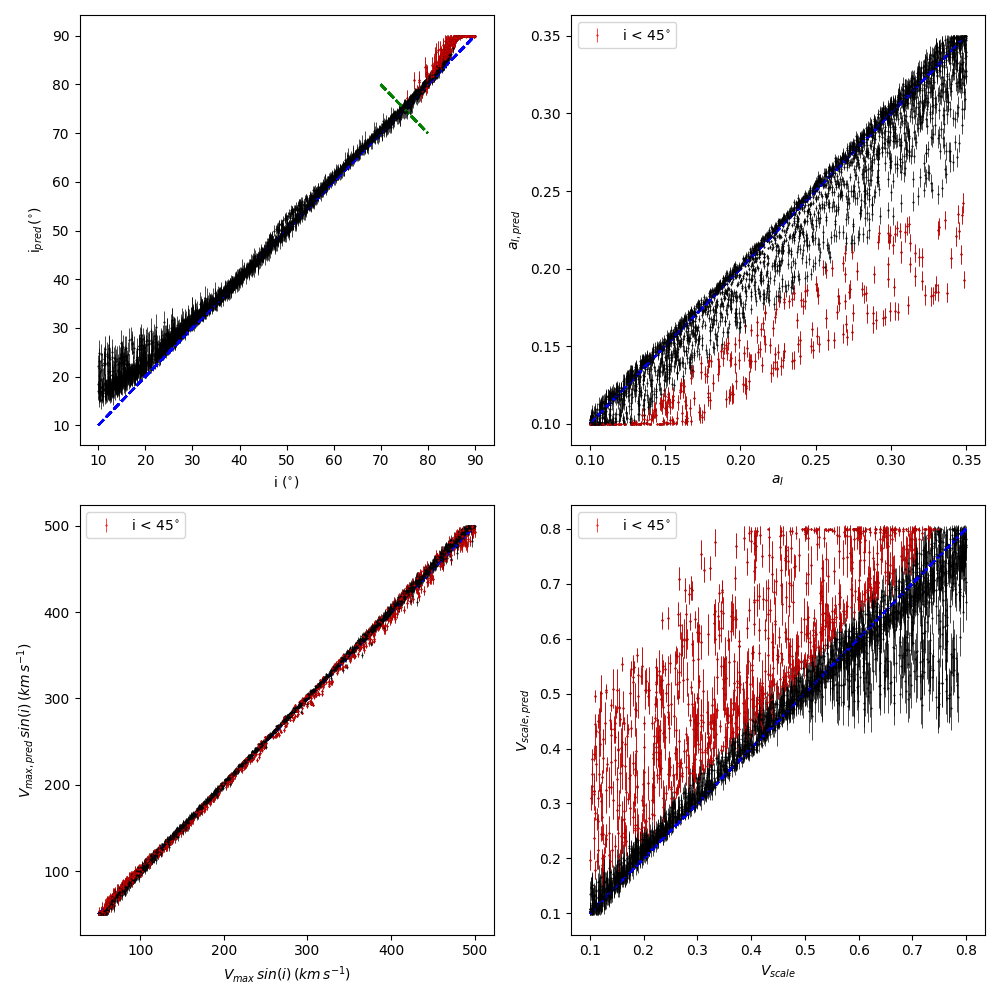 90
80
70
60
50
40
30
20
10
i_{pred} (°)
10 20 30 40 50 60 70 80 90
i (°)
i < 45°
0.35
0.30
0.25
0.20
0.15
0.10
a_{I, pred}
0.10 0.15 0.20 0.25 0.30 0.35
a_I
i < 45°
500
400
300
200
100
V_{max, pred} sin(i) (km s^{-1})
100 200 300 400 500
V_{max} sin(i) (km s^{-1})
i < 45°
0.8
0.7
0.6
0.5
0.4
0.3
0.2
0.1
V_{scale, pred}
0.1 0.2 0.3 0.4 0.5 0.6 0.7 0.8
V_{scale}